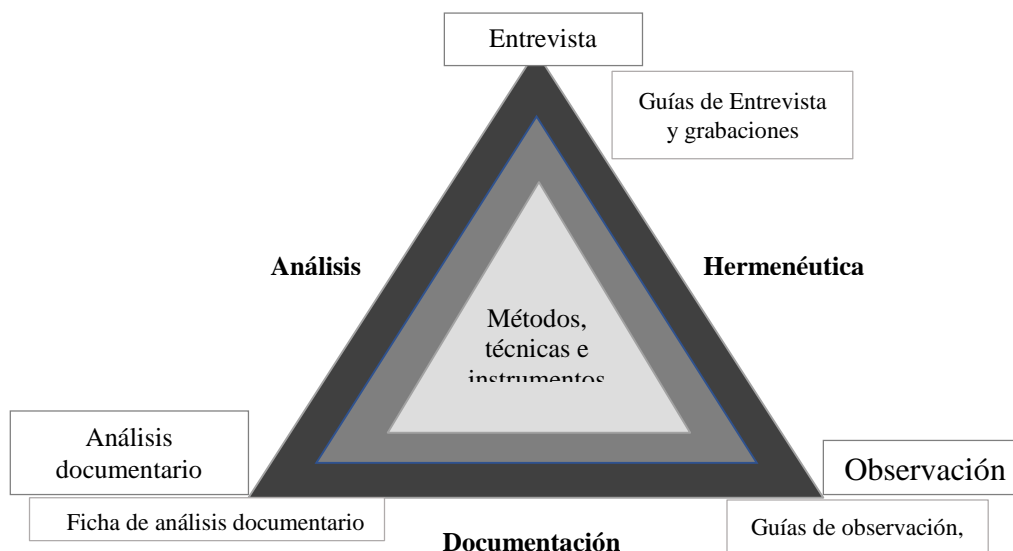 Entrevista
Guías de Entrevista
y grabaciones
Análisis
Hermenéutica
Métodos,
técnicas e
instrumentos
Análisis
documentario
Observación
Ficha de análisis documentario
Guías de observación,
Documentación